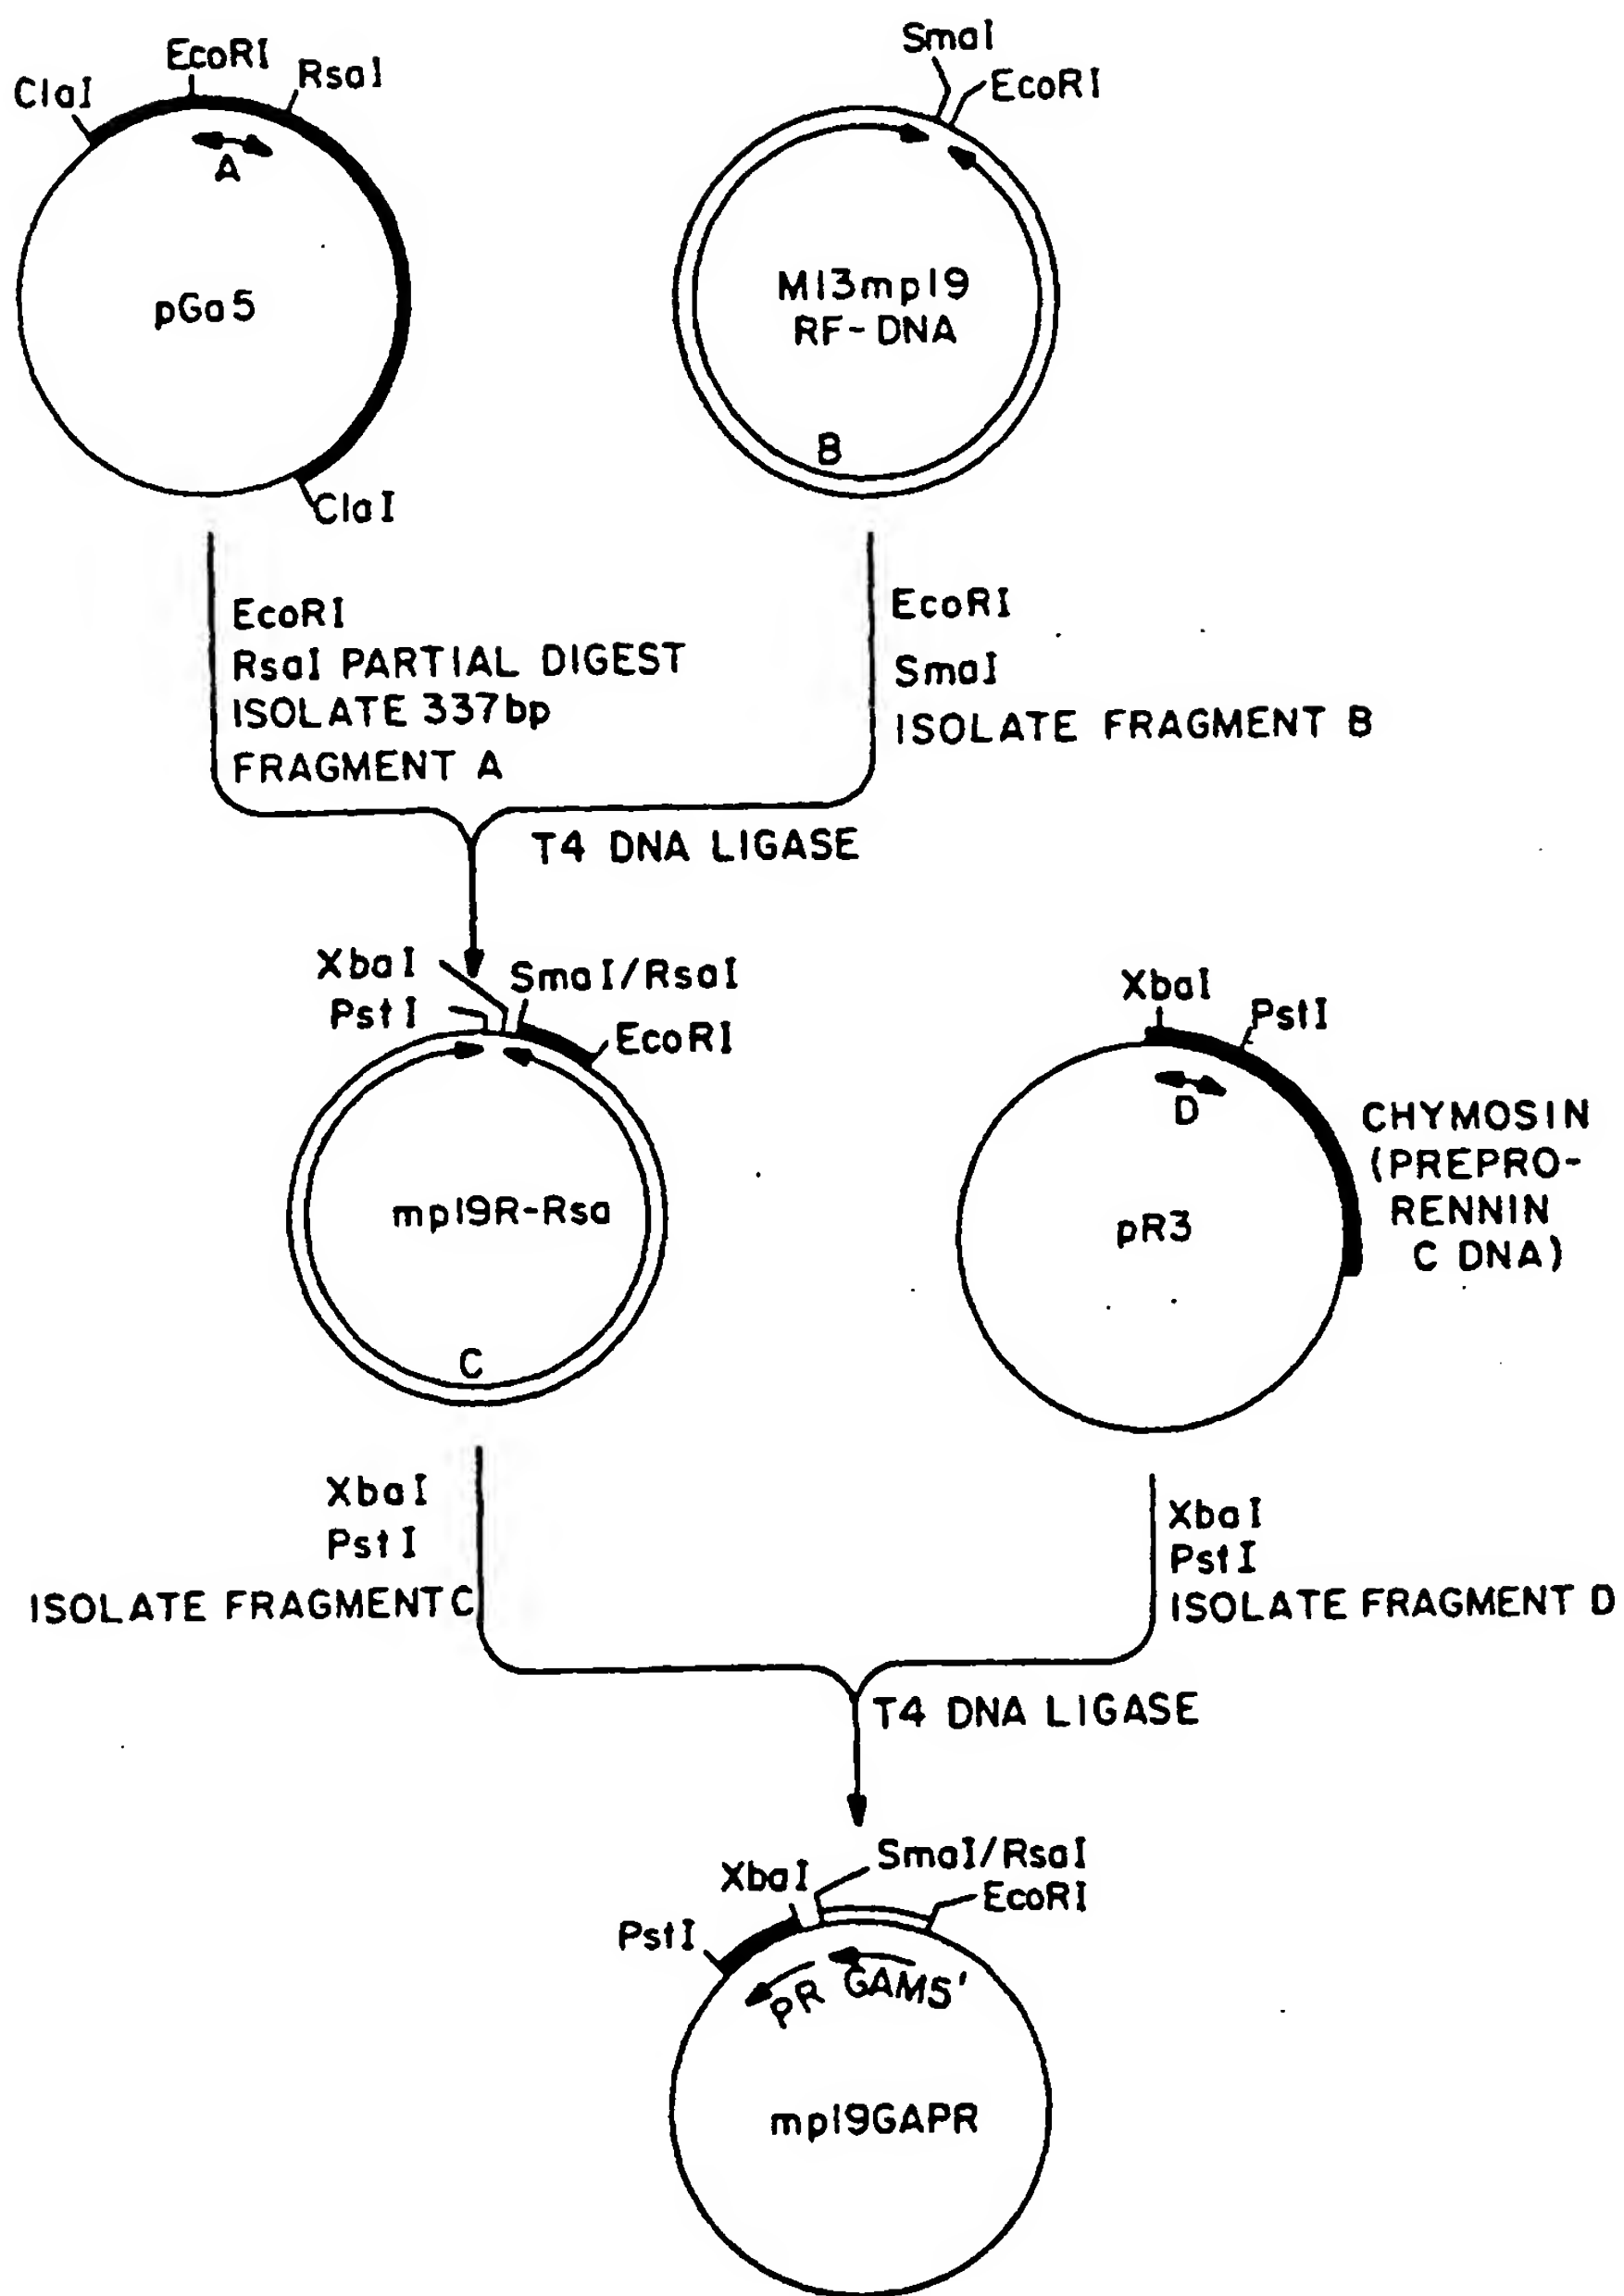 ClaI
EcoRI
RsaI
A
pGa5
ClaI
SmaI
EcoRI
M13mp19
RF-DNA
B
EcoRI
RsaI PARTIAL DIGEST
ISOLATE 337bp
FRAGMENT A
EcoRI
SmaI
ISOLATE FRAGMENT B
T4 DNA LIGASE
XbaI
PstI
SmaI/RsaI
EcoRI
mp19R-Rsa
C
XbaI
PstI
D
pR3
CHYMOSIN
(PREPRO-
RENNIN
C DNA)
XbaI
PstI
ISOLATE FRAGMENT C
XbaI
PstI
ISOLATE FRAGMENT D
T4 DNA LIGASE
PstI
XbaI
SmaI/RsaI
EcoRI
PR GAM5'
mp19GAPR